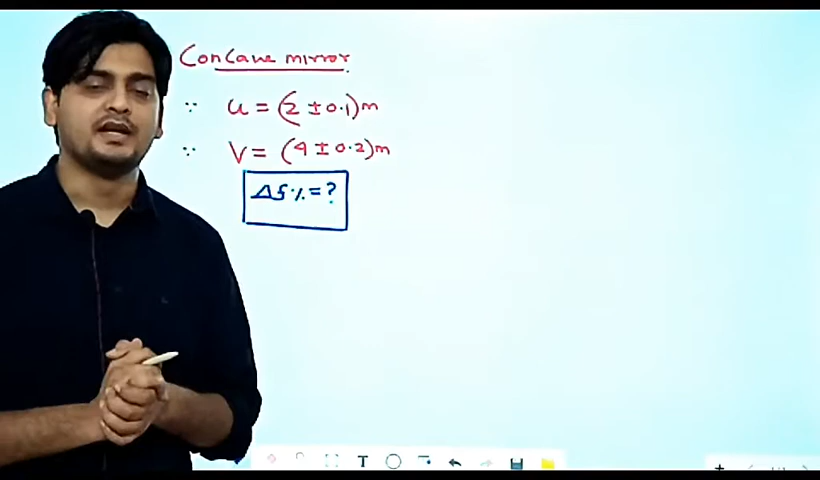 Concave mirror
∵ u = (2 ± 0.1)m
∵ V = (4 ± 0.2)m
Δf % = ?
T